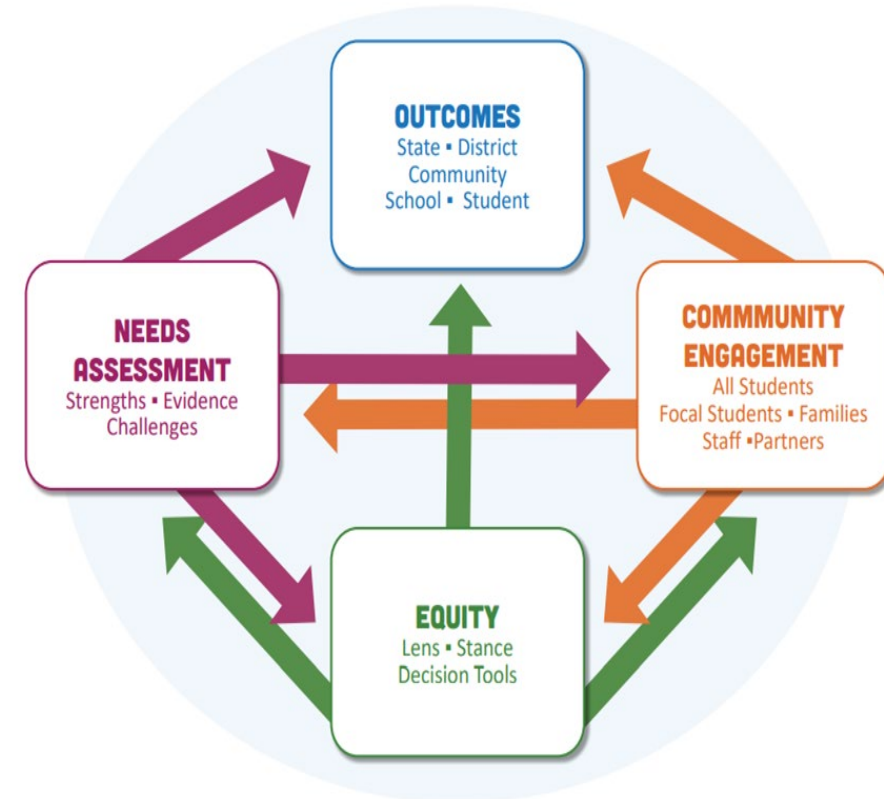 OUTCOMES
State ▪ District
Community
School ▪ Student
NEEDS
ASSESSMENT
Strengths ▪ Evidence
Challenges
COMMMUNITY
ENGAGEMENT
All Students
Focal Students ▪ Families
Staff ▪Partners
EQUITY
Lens ▪ Stance
Decision Tools